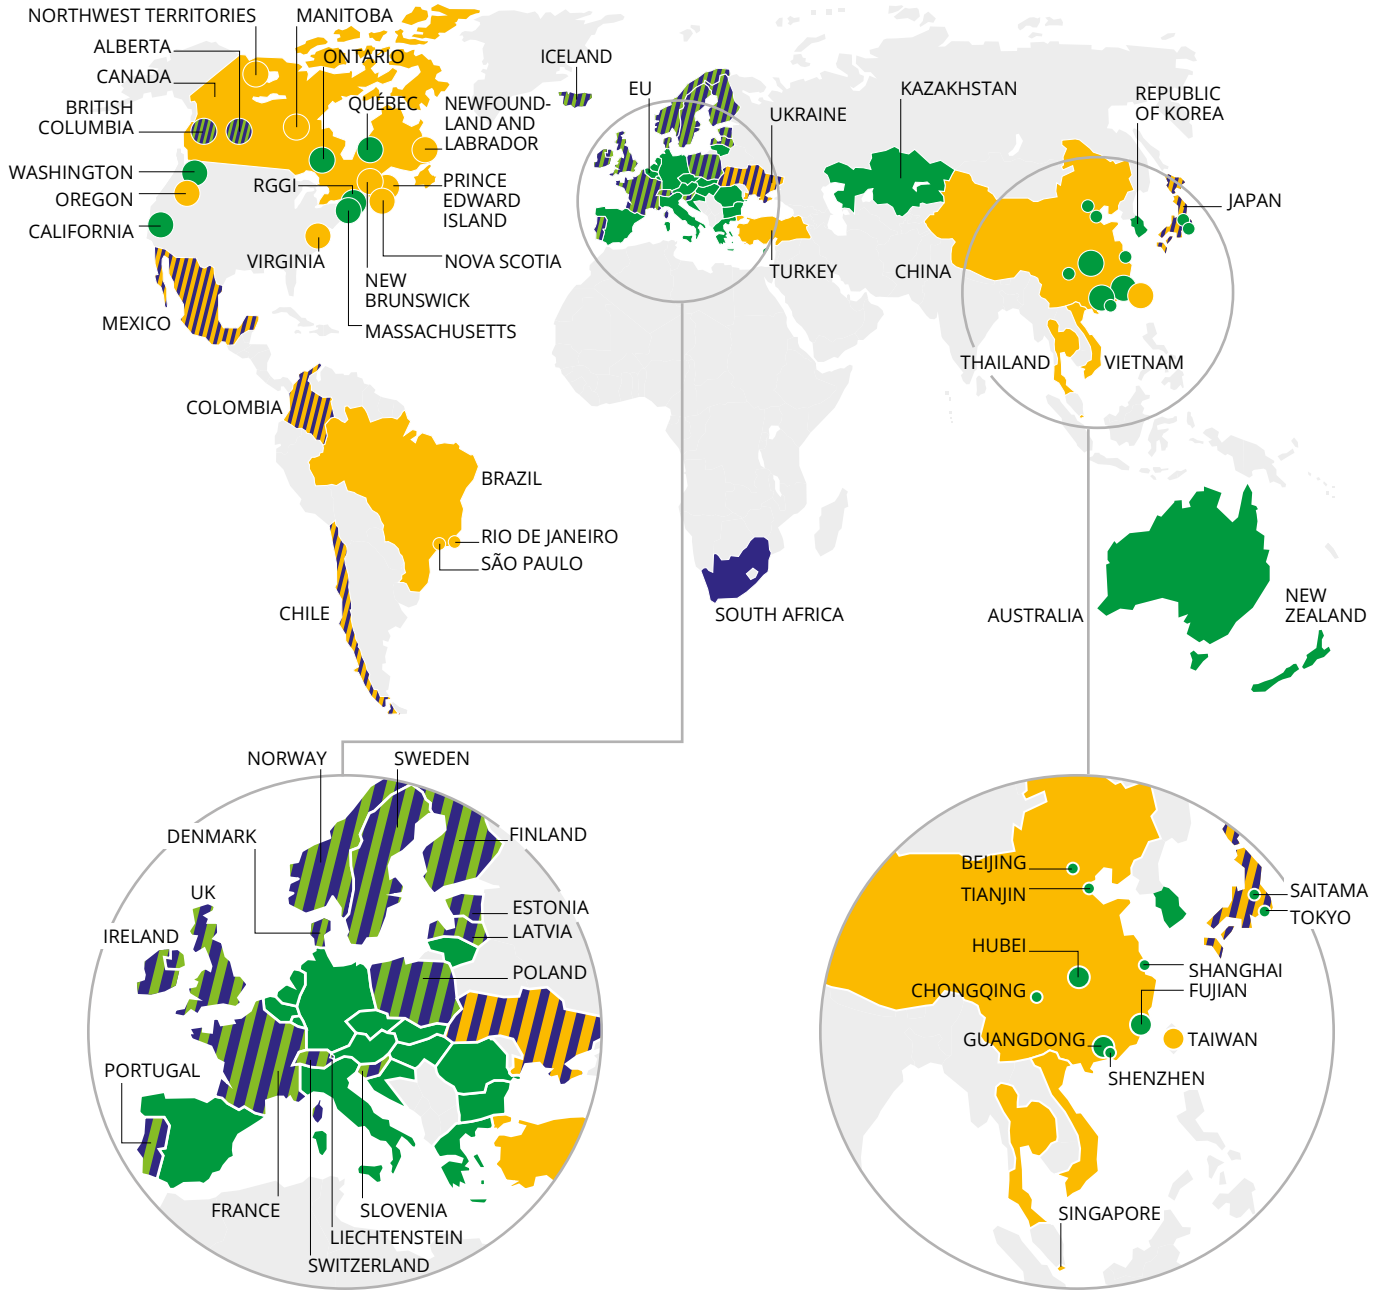 NORTHWEST TERRITORIES
MANITOBA
ALBERTA
ONTARIO
CANADA
BRITISH
COLUMBIA
QUÉBEC
NEWFOUND-
LAND AND
LABRADOR
WASHINGTON
OREGON
CALIFORNIA
RGGI
PRINCE
EDWARD
ISLAND
VIRGINIA
NOVA SCOTIA
NEW
BRUNSWICK
MASSACHUSETTS
MEXICO
ICELAND
EU
UKRAINE
KAZAKHSTAN
REPUBLIC
OF KOREA
JAPAN
TURKEY
CHINA
THAILAND
VIETNAM
COLOMBIA
BRAZIL
RIO DE JANEIRO
SÃO PAULO
CHILE
SOUTH AFRICA
AUSTRALIA
NEW
ZEALAND
NORWAY
SWEDEN
DENMARK
FINLAND
UK
IRELAND
ESTONIA
LATVIA
POLAND
PORTUGAL
FRANCE
SLOVENIA
LIECHTENSTEIN
SWITZERLAND
BEIJING
TIANJIN
SAITAMA
TOKYO
HUBEI
SHANGHAI
FUJIAN
CHONGQING
GUANGDONG
TAIWAN
SHENZHEN
SINGAPORE